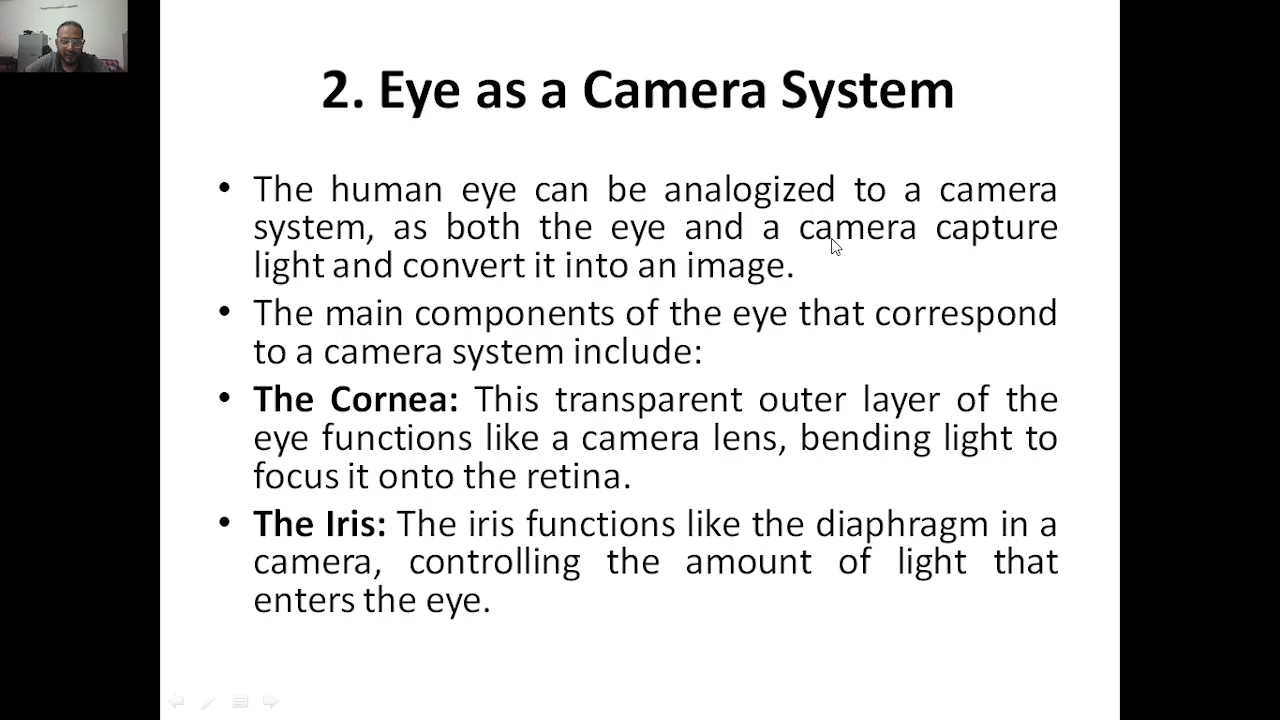 2. Eye as a Camera System
• The human eye can be analogized to a camera
system, as both the eye and a camera capture
light and convert it into an image.
• The main components of the eye that correspond
to a camera system include:
• The Cornea: This transparent outer layer of the
eye functions like a camera lens, bending light to
focus it onto the retina.
• The Iris: The iris functions like the diaphragm in a
camera, controlling the amount of light that
enters the eye.